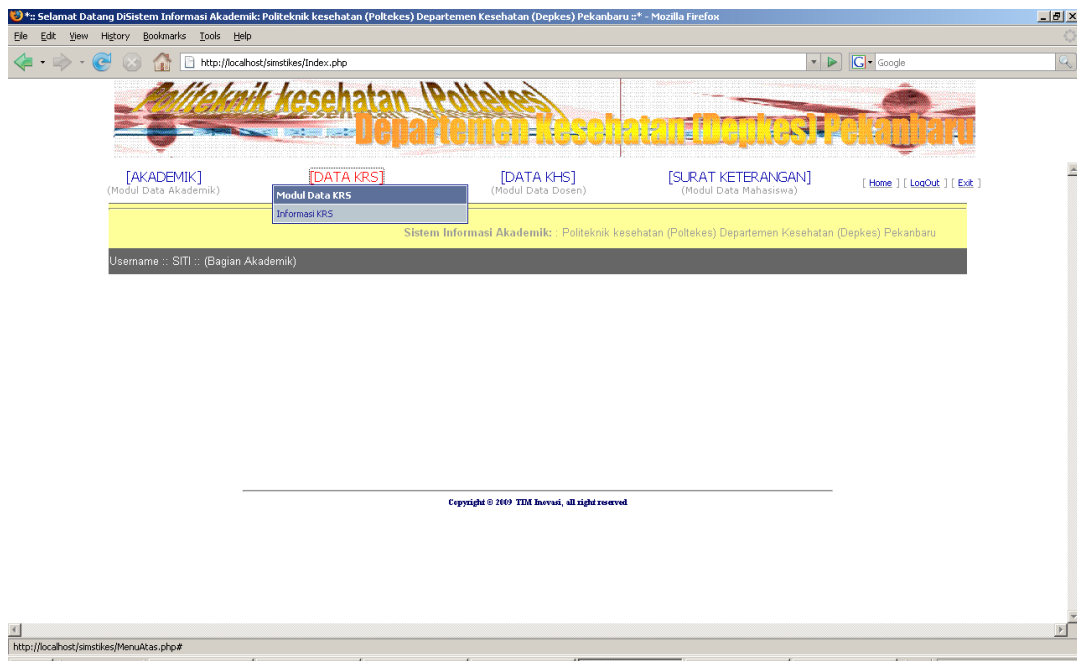 *:: Selamat Datang DiSistem Informasi Akademik: Politeknik kesehatan (Poltekes) Departemen Kesehatan (Depkes) Pekanbaru ::* - Mozilla Firefox
File Edit View History Bookmarks Tools Help
http://localhost/simstikes/Index.php
G Google
Politeknik kesehatan (Poltekes)
Departemen Kesehatan (Depkes) Pekanbaru
[AKADEMIK] [DATA KRS] [DATA KHS] [SURAT KETERANGAN]
(Modul Data Akademik) (Modul Data Dosen) (Modul Data Mahasiswa) [ Home ] [ LogOut ] [ Exit ]
Modul Data KRS
Informasi KRS
Sistem Informasi Akademik: : Politeknik kesehatan (Poltekes) Departemen Kesehatan (Depkes) Pekanbaru
Username :: SITI :: (Bagian Akademik)
Copyright © 2009 TIM Inovasi, all right reserved
http://localhost/simstikes/MenuAtas.php#